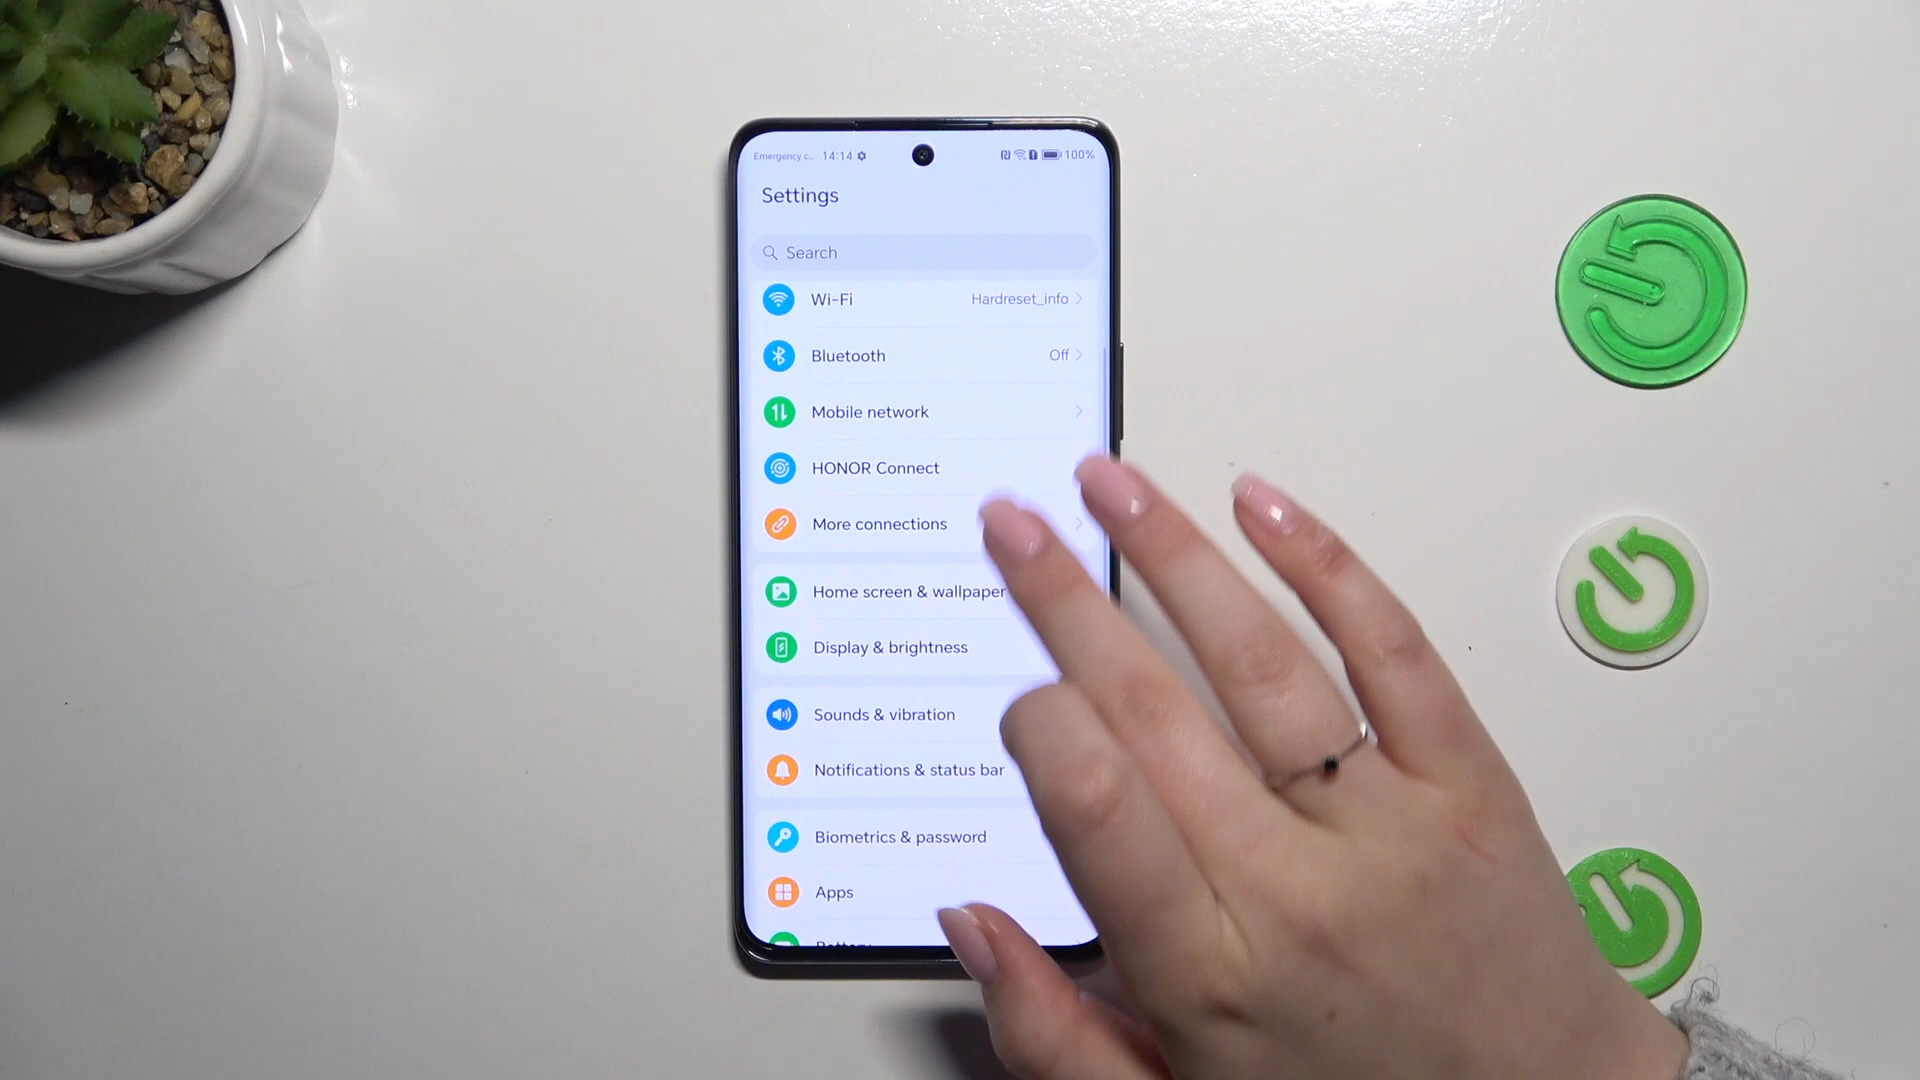 Emergency c... 14:14 100%
Settings
Search
Wi-Fi Hardreset_info
Bluetooth Off
Mobile network
HONOR Connect
More connections
Home screen & wallpaper
Display & brightness
Sounds & vibration
Notifications & status bar
Biometrics & password
Apps
Battery